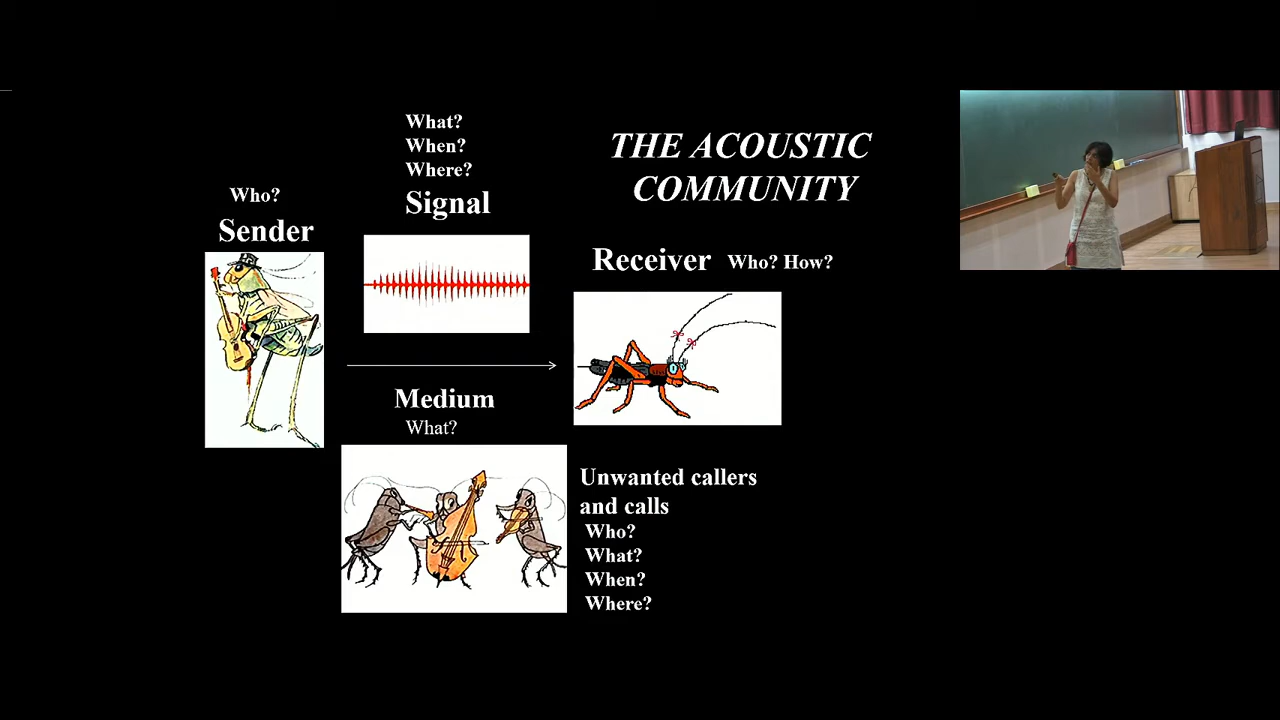 What?
When?
Where?
Signal
THE ACOUSTIC
COMMUNITY
Who?
Sender
Receiver Who? How?
Medium
What?
Unwanted callers
and calls
Who?
What?
When?
Where?